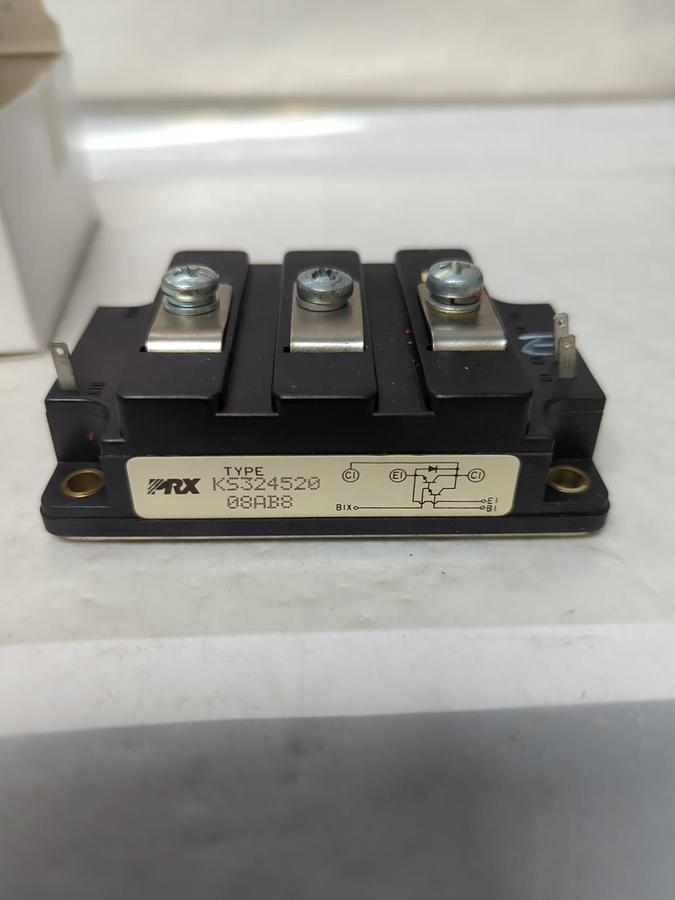 TYPE
PRX KS324520
08AB8
C1 E1 C1
E1
B1X B1